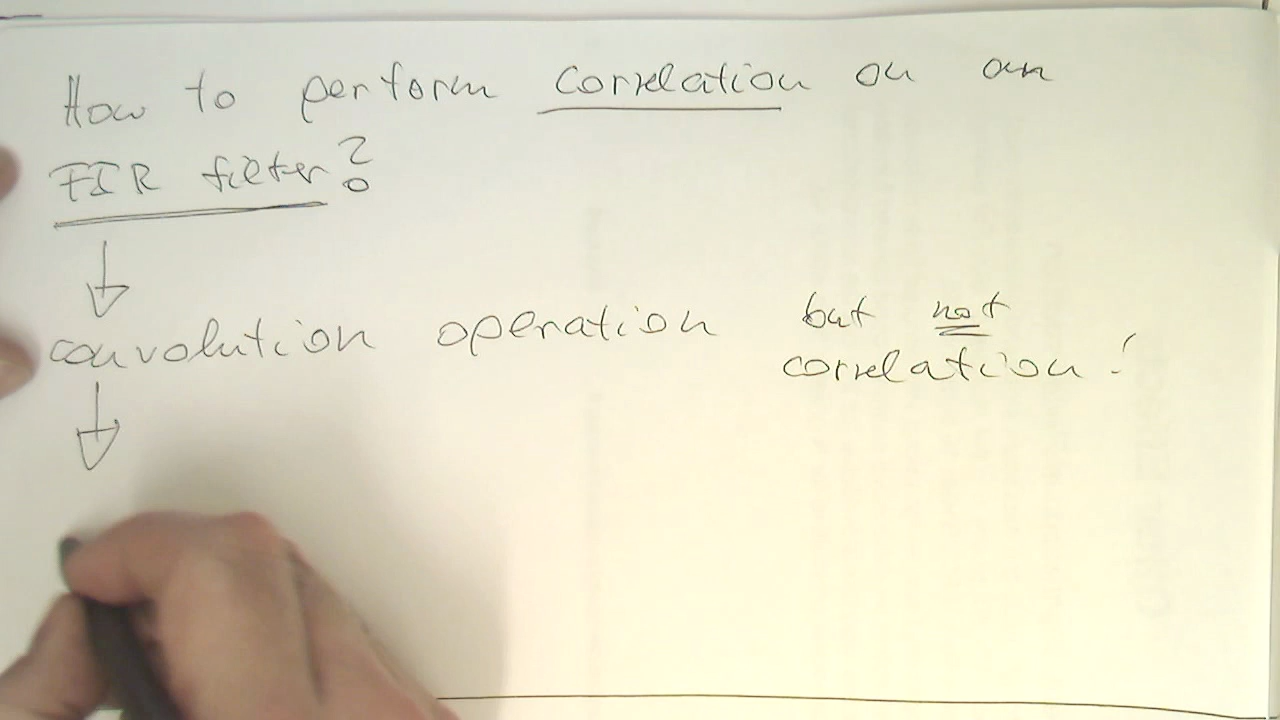 How to perform correlation on an
FIR filter?
convolution operation but not
correlation!